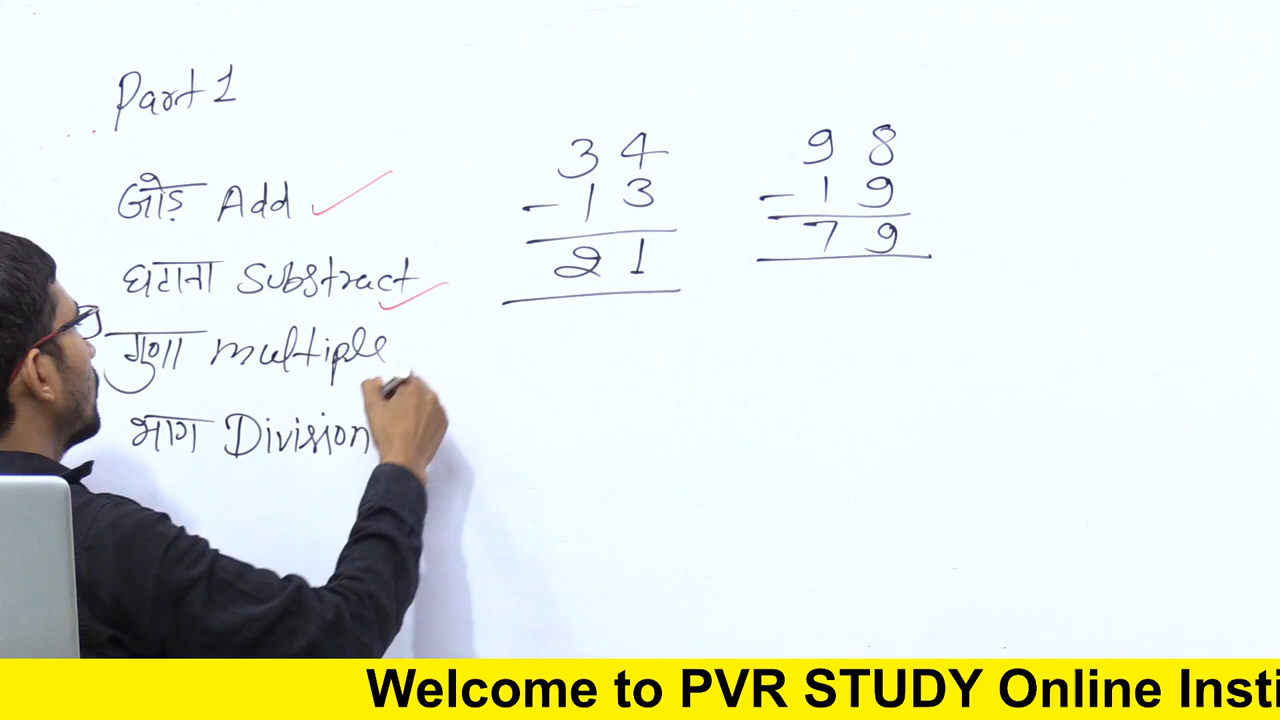 Part 1
जोड़ Add
घटाना Substract
गुणा multiple
भाग Division
34
-13
21
98
-19
79
Welcome to PVR STUDY Online Insti